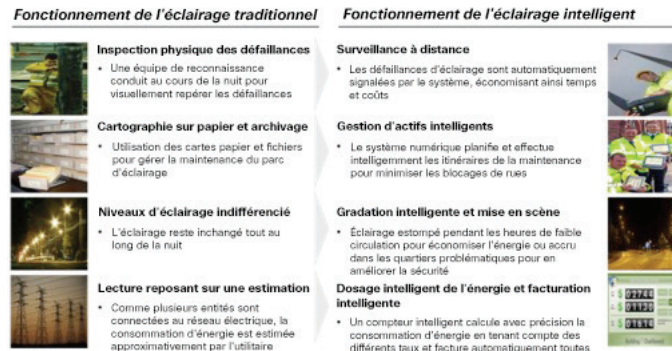 Fonctionnement de l'éclairage traditionnel
Fonctionnement de l'éclairage intelligent
Inspection physique des défaillances
• Une équipe de reconnaissance
conduit au cours de la nuit pour
visuellement repérer les défaillances
Surveillance à distance
• Les défaillances d'éclairage sont automatiquement
signalées par le système, économisant ainsi temps
et coûts
Cartographie sur papier et archivage
• Utilisation des cartes papier et fichiers
pour gérer la maintenance du parc
d'éclairage
Gestion d'actifs intelligents
• Le système numérique planifie et effectue
intelligemment les itinéraires de la maintenance
pour minimiser les blocages de rues
Niveaux d'éclairage indifférencié
• L'éclairage reste inchangé tout au
long de la nuit
Gradation intelligente et mise en scène
• Éclairage estompé pendant les heures de faible
circulation pour économiser l'énergie ou accru
dans les quartiers problématiques pour en
améliorer la sécurité
Lecture reposant sur une estimation
• Comme plusieurs entités sont
connectées au réseau électrique, la
consommation d'énergie est estimée
approximativement par l'utilitaire
Dosage intelligent de l'énergie et facturation
intelligente
• Un compteur intelligent calcule avec précision la
consommation d'énergie en tenant compte des
différents taux et facture automatiquement toutes